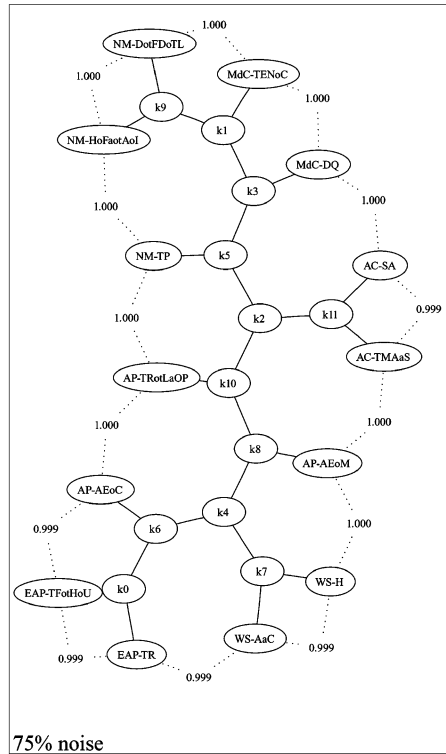 NM-DotFDoTL
1.000
1.000
MdC-TENoC
k9
1.000
k1
NM-HoFaotAoI
MdC-DQ
k3
1.000
1.000
NM-TP
k5
AC-SA
0.999
1.000
k2
k11
AC-TMAaS
AP-TRotLaOP
k10
1.000
1.000
k8
AP-AEoM
AP-AEoC
k4
1.000
0.999
k6
k7
WS-H
EAP-TFotHoU
k0
WS-AaC
0.999
0.999
EAP-TR
0.999
75% noise